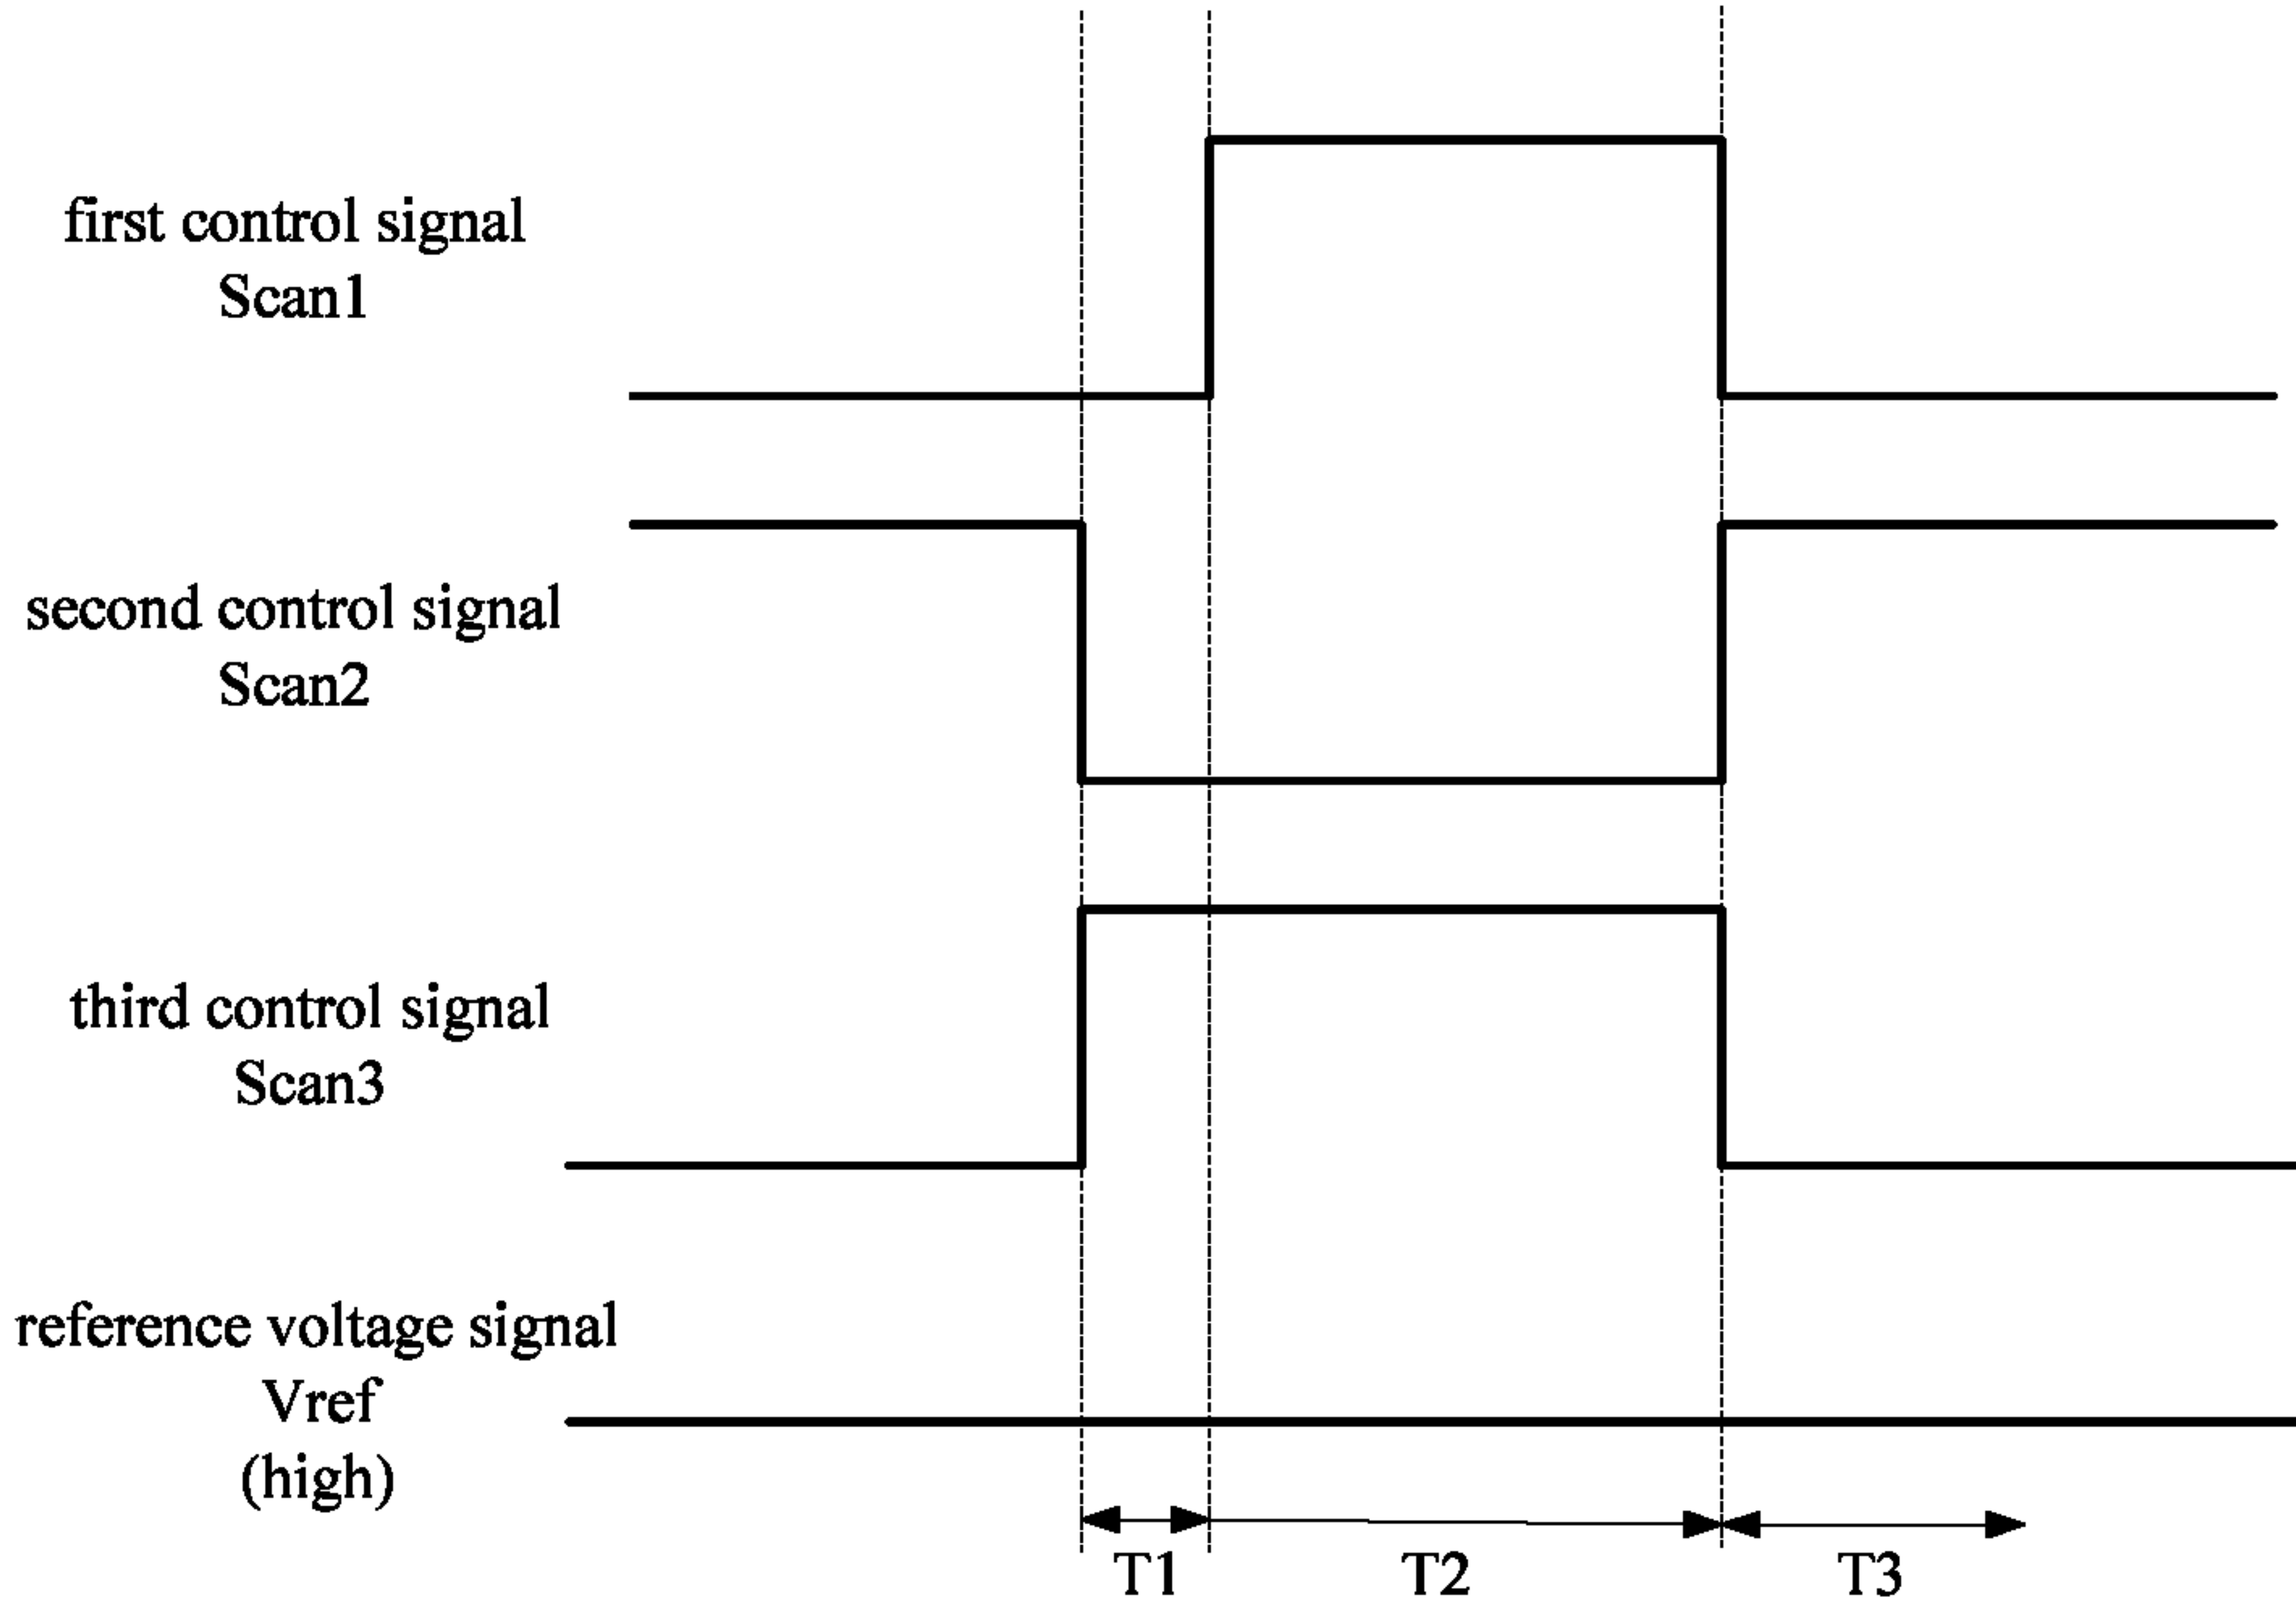 first control signal
Scan1
second control signal
Scan2
third control signal
Scan3
reference voltage signal
Vref
(high)
T1 T2 T3